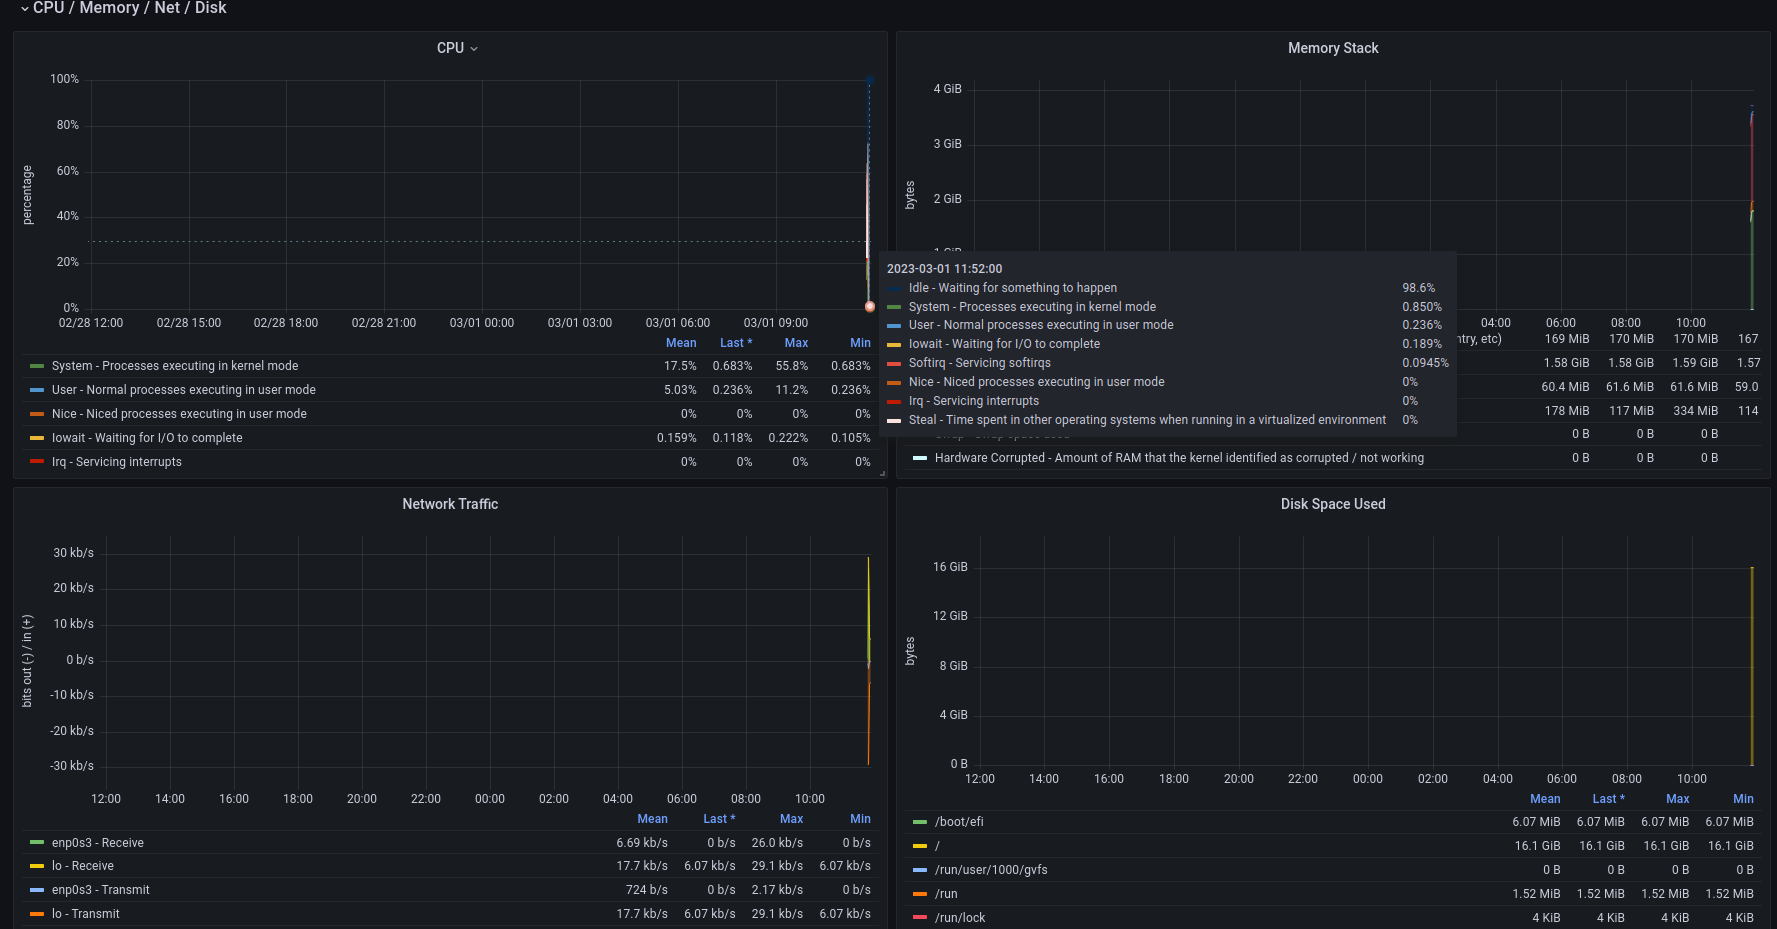 CPU / Memory / Net / Disk
CPU
percentage
100%
80%
60%
40%
20%
0%
02/28 12:00 02/28 15:00 02/28 18:00 02/28 21:00 03/01 00:00 03/01 03:00 03/01 06:00 03/01 09:00
Mean Last * Max Min
System - Processes executing in kernel mode 17.5% 0.683% 55.8% 0.683%
User - Normal processes executing in user mode 5.03% 0.236% 11.2% 0.236%
Nice - Niced processes executing in user mode 0% 0% 0% 0%
Iowait - Waiting for I/O to complete 0.159% 0.118% 0.222% 0.105%
Irq - Servicing interrupts 0% 0% 0% 0%
Memory Stack
bytes
4 GiB
3 GiB
2 GiB
1 GiB
2023-03-01 11:52:00
Idle - Waiting for something to happen 98.6%
System - Processes executing in kernel mode 0.850%
User - Normal processes executing in user mode 0.236%
Iowait - Waiting for I/O to complete 0.189%
Softirq - Servicing softirqs 0.0945%
Nice - Niced processes executing in user mode 0%
Irq - Servicing interrupts 0%
Steal - Time spent in other operating systems when running in a virtualized environment 0%
04:00 06:00 08:00 10:00
ntry, etc) 169 MiB 170 MiB 170 MiB 167
1.58 GiB 1.58 GiB 1.59 GiB 1.57
60.4 MiB 61.6 MiB 61.6 MiB 59.0
178 MiB 117 MiB 334 MiB 114
0 B 0 B 0 B
Hardware Corrupted - Amount of RAM that the kernel identified as corrupted / not working 0 B 0 B 0 B
Network Traffic
bits out (-) / in (+)
30 kb/s
20 kb/s
10 kb/s
0 b/s
-10 kb/s
-20 kb/s
-30 kb/s
12:00 14:00 16:00 18:00 20:00 22:00 00:00 02:00 04:00 06:00 08:00 10:00
Mean Last * Max Min
enp0s3 - Receive 6.69 kb/s 0 b/s 26.0 kb/s 0 b/s
lo - Receive 17.7 kb/s 6.07 kb/s 29.1 kb/s 6.07 kb/s
enp0s3 - Transmit 724 b/s 0 b/s 2.17 kb/s 0 b/s
lo - Transmit 17.7 kb/s 6.07 kb/s 29.1 kb/s 6.07 kb/s
Disk Space Used
bytes
16 GiB
12 GiB
8 GiB
4 GiB
0 B
12:00 14:00 16:00 18:00 20:00 22:00 00:00 02:00 04:00 06:00 08:00 10:00
Mean Last * Max Min
/boot/efi 6.07 MiB 6.07 MiB 6.07 MiB 6.07 MiB
/ 16.1 GiB 16.1 GiB 16.1 GiB 16.1 GiB
/run/user/1000/gvfs 0 B 0 B 0 B 0 B
/run 1.52 MiB 1.52 MiB 1.52 MiB 1.52 MiB
/run/lock 4 KiB 4 KiB 4 KiB 4 KiB